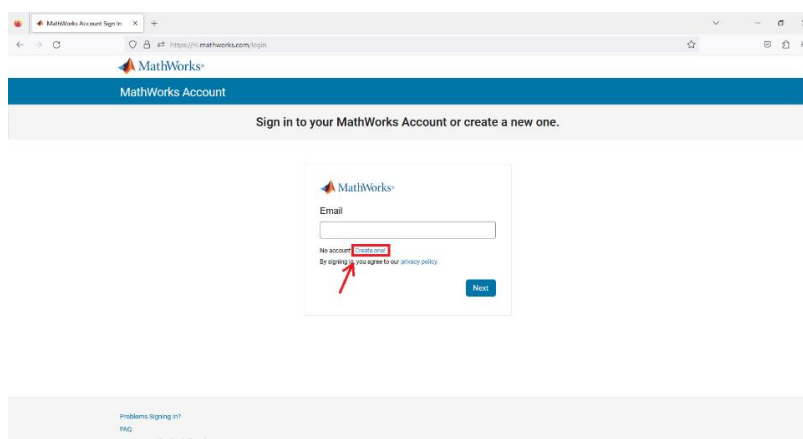 MathWorks Account Sign In
https://m.mathworks.com/login
MathWorks®
MathWorks Account
Sign in to your MathWorks Account or create a new one.
MathWorks®
Email
No account? Create one!
By signing in, you agree to our privacy policy.
Next
Problems Signing in?
FAQ